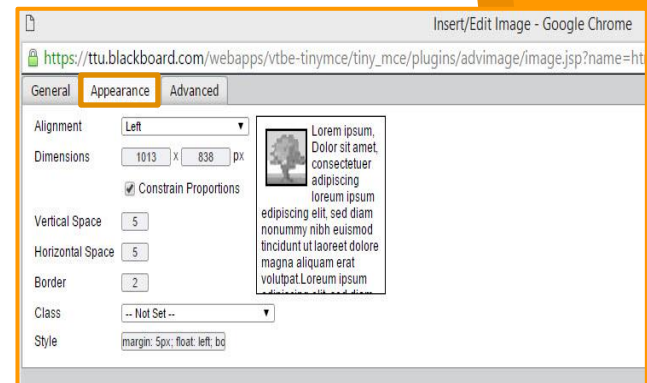 Insert/Edit Image - Google Chrome
https://ttu.blackboard.com/webapps/vtbe-tinymce/tiny_mce/plugins/advimage/image.jsp?name=ht
General Appearance Advanced
Alignment Left
Dimensions 1013 X 838 px
Constrain Proportions
Vertical Space 5
Horizontal Space 5
Border 2
Class -- Not Set --
Style margin: 5px; float: left; bo
Lorem ipsum,
Dolor sit amet,
consectetuer
adipiscing
loreum ipsum
edipiscing elit, sed diam
nonummy nibh euismod
tincidunt ut laoreet dolore
magna aliquam erat
volutpat.Loreum ipsum